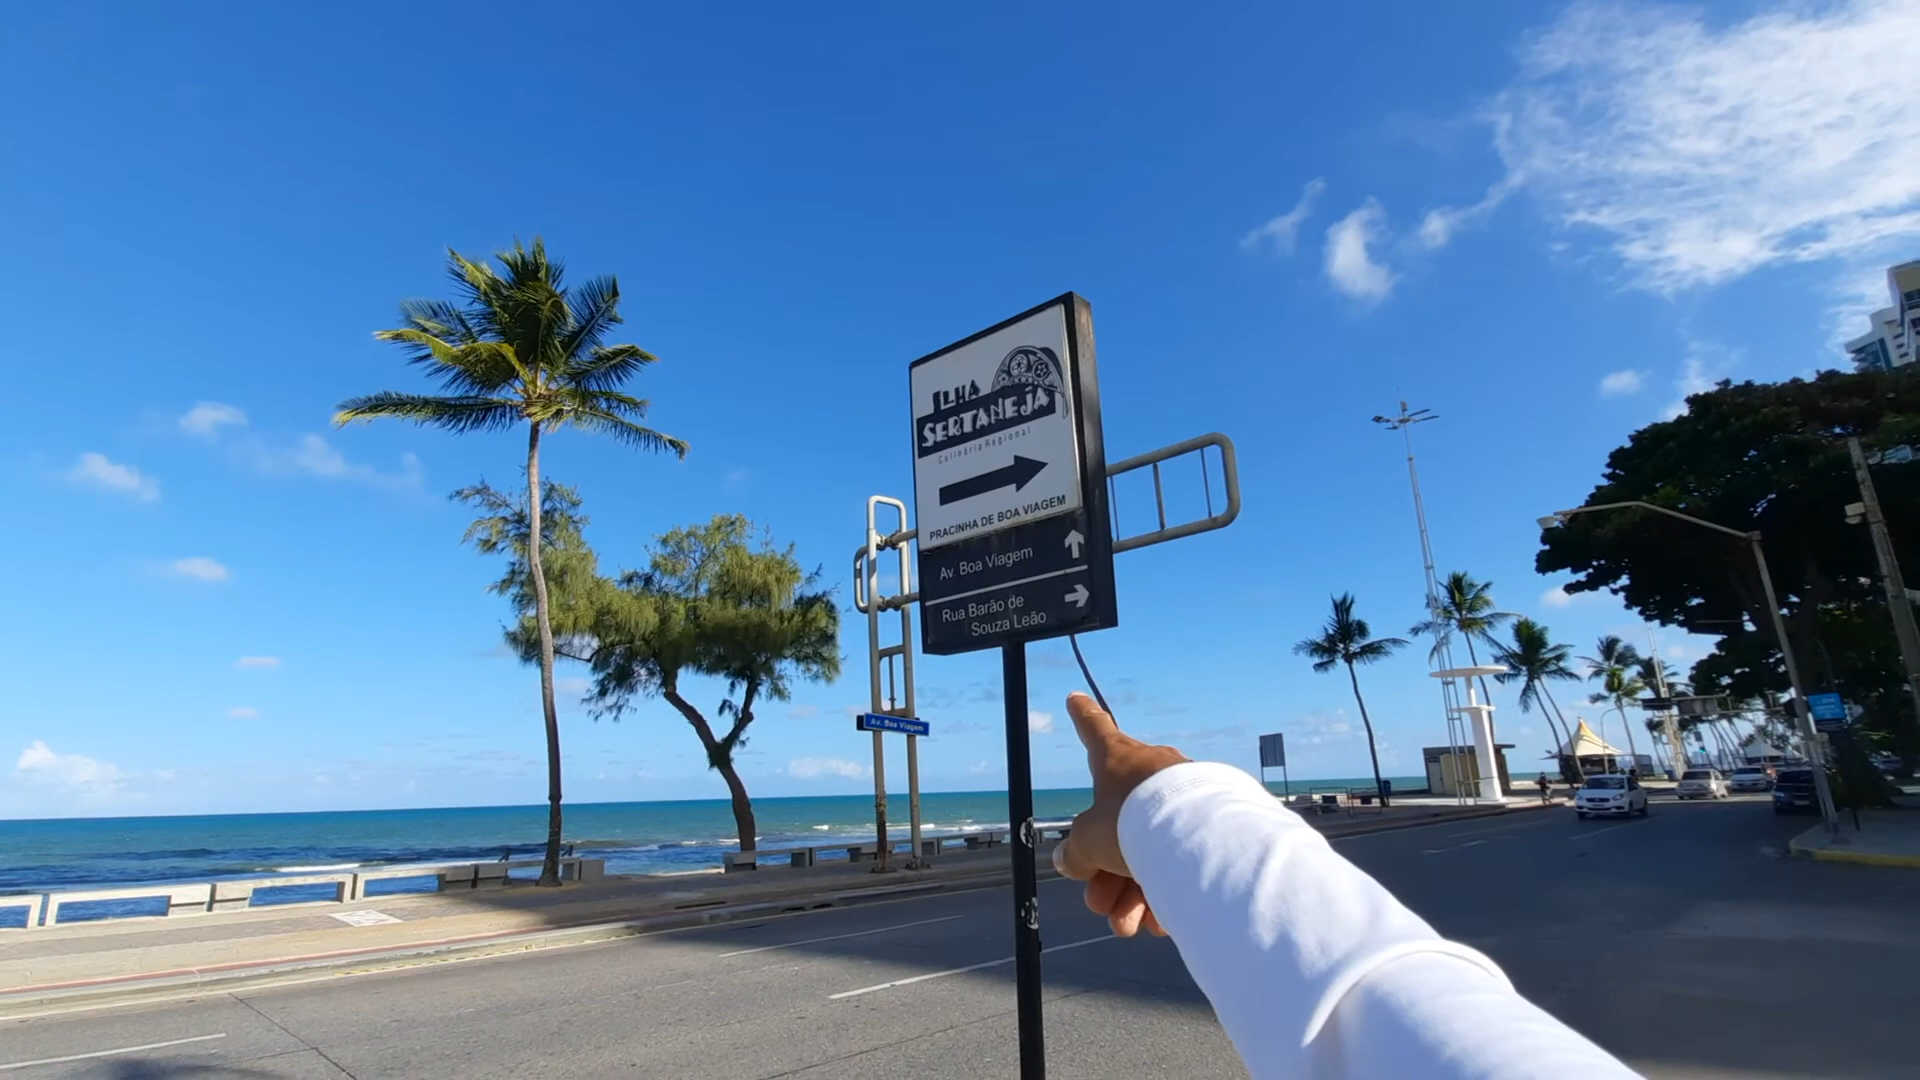 ILHA
SERTANEJA
Culinária Regional
PRACINHA DE BOA VIAGEM
Av. Boa Viagem
Rua Barão de
Souza Leão
Av. Boa Viagem